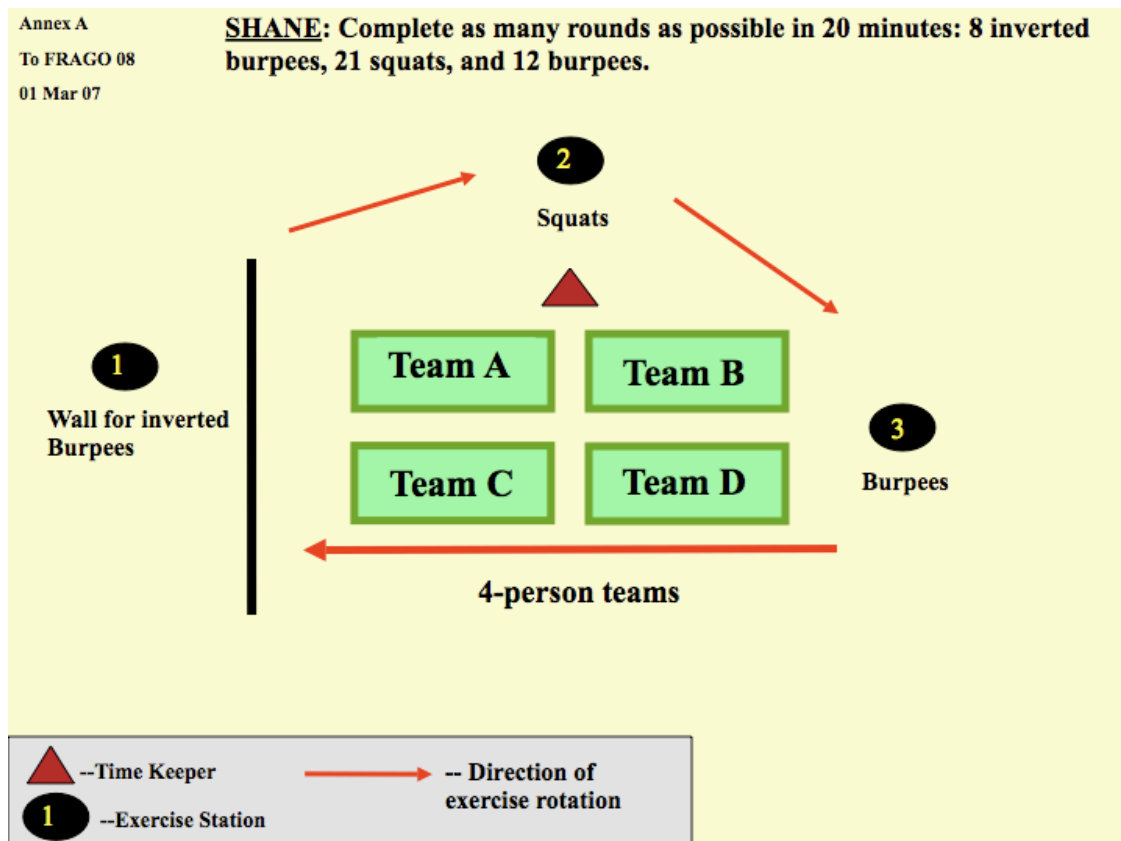 Annex A
To FRAGO 08
01 Mar 07
SHANE: Complete as many rounds as possible in 20 minutes: 8 inverted
burpees, 21 squats, and 12 burpees.
2
Squats
1
Wall for inverted
Burpees
Team A
Team B
3
Burpees
Team C
Team D
4-person teams
--Time Keeper
-- Direction of
exercise rotation
1
--Exercise Station